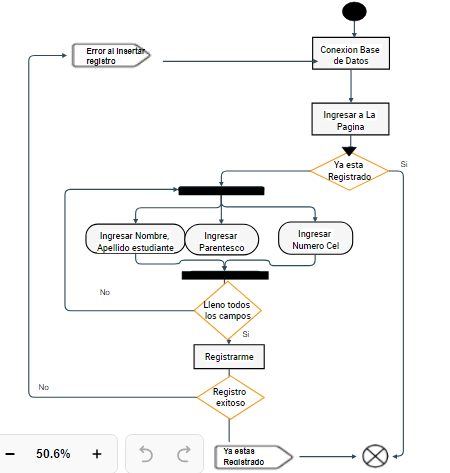 Error al Insertar
registro
Conexion Base
de Datos
Ingresar a La
Pagina
Ya esta
Registrado
Si
Ingresar Nombre,
Apellido estudiante
Ingresar
Parentesco
Ingresar
Numero Cel
No
Lleno todos
los campos
Si
Registrarme
No
Registro
exitoso
Ya estas
Registrado
50.6%